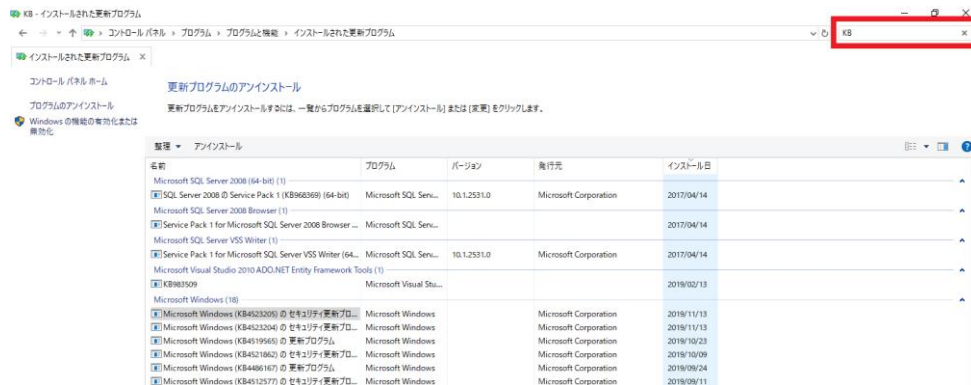 KB - インストールされた更新プログラム
コントロール パネル › プログラム › プログラムと機能 › インストールされた更新プログラム
KB
インストールされた更新プログラム
コントロール パネル ホーム
プログラムのアンインストール
Windows の機能の有効化または
無効化
更新プログラムのアンインストール
更新プログラムをアンインストールするには、一覧からプログラムを選択して [アンインストール] または [変更] をクリックします。
整理 アンインストール
名前 プログラム バージョン 発行元 インストール日
Microsoft SQL Server 2008 (64-bit) (1)
SQL Server 2008 の Service Pack 1 (KB968369) (64-bit) Microsoft SQL Serv... 10.1.2531.0 Microsoft Corporation 2017/04/14
Microsoft SQL Server 2008 Browser (1)
Service Pack 1 for Microsoft SQL Server 2008 Browser ... Microsoft SQL Serv... 2017/04/14
Microsoft SQL Server VSS Writer (1)
Service Pack 1 for Microsoft SQL Server VSS Writer (64... Microsoft SQL Serv... 10.1.2531.0 Microsoft Corporation 2017/04/14
Microsoft Visual Studio 2010 ADO.NET Entity Framework Tools (1)
KB983509 Microsoft Visual Stu... 2019/02/13
Microsoft Windows (18)
Microsoft Windows (KB4523205) の セキュリティ更新プロ... Microsoft Windows Microsoft Corporation 2019/11/13
Microsoft Windows (KB4523204) の セキュリティ更新プロ... Microsoft Windows Microsoft Corporation 2019/11/13
Microsoft Windows (KB4519565) の 更新プログラム Microsoft Windows Microsoft Corporation 2019/10/23
Microsoft Windows (KB4521862) の セキュリティ更新プロ... Microsoft Windows Microsoft Corporation 2019/10/09
Microsoft Windows (KB4486167) の 更新プログラム Microsoft Windows Microsoft Corporation 2019/09/24
Microsoft Windows (KB4512577) の セキュリティ更新プロ... Microsoft Windows Microsoft Corporation 2019/09/11